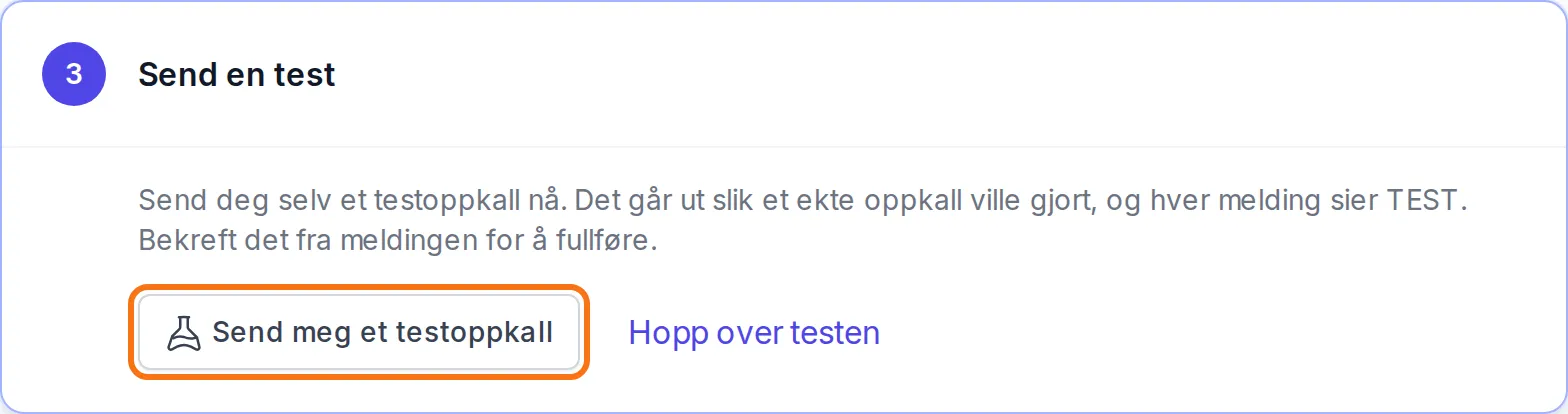 3
Send en test
Send deg selv et testoppkall nå. Det går ut slik et ekte oppkall ville gjort, og hver melding sier TEST.
Bekreft det fra meldingen for å fullføre.
Send meg et testoppkall
Hopp over testen